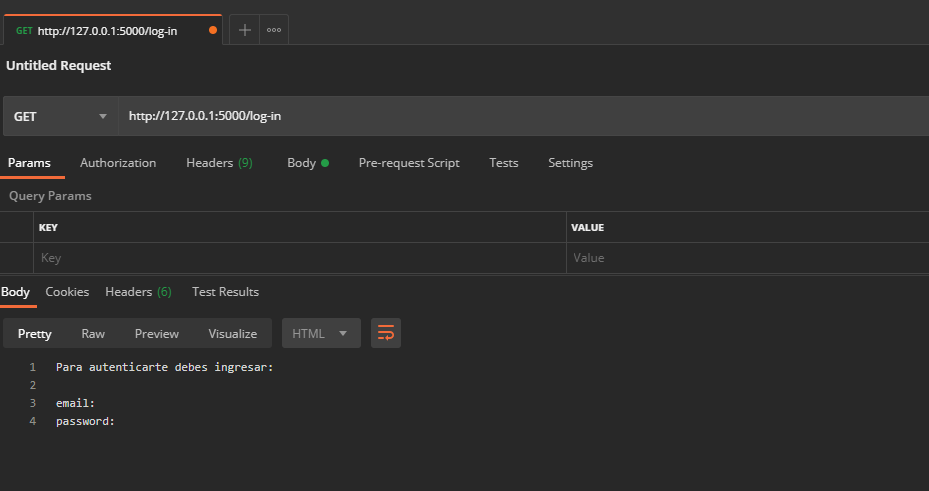 GET http://127.0.0.1:5000/log-in
Untitled Request
GET http://127.0.0.1:5000/log-in
Params Authorization Headers (9) Body Pre-request Script Tests Settings
Query Params
KEY VALUE
Key Value
Body Cookies Headers (6) Test Results
Pretty Raw Preview Visualize HTML
1 Para autenticarte debes ingresar:
2
3 email:
4 password: